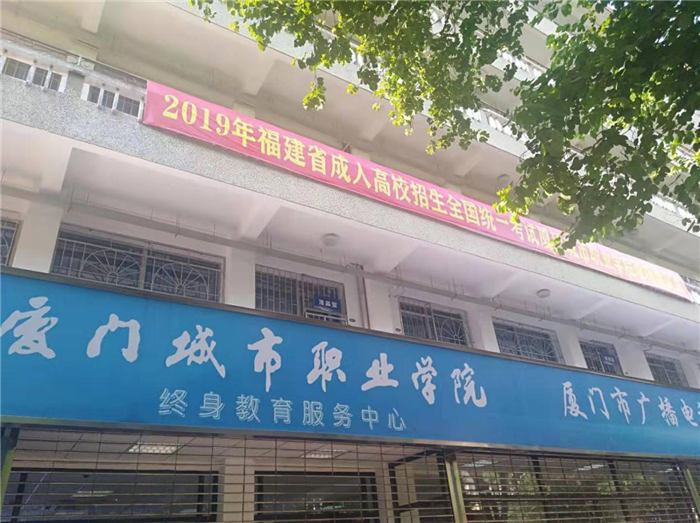 2019年福建省成人高校招生全国统一考试
厦门城市职业学院
终身教育服务中心
厦门市广播电